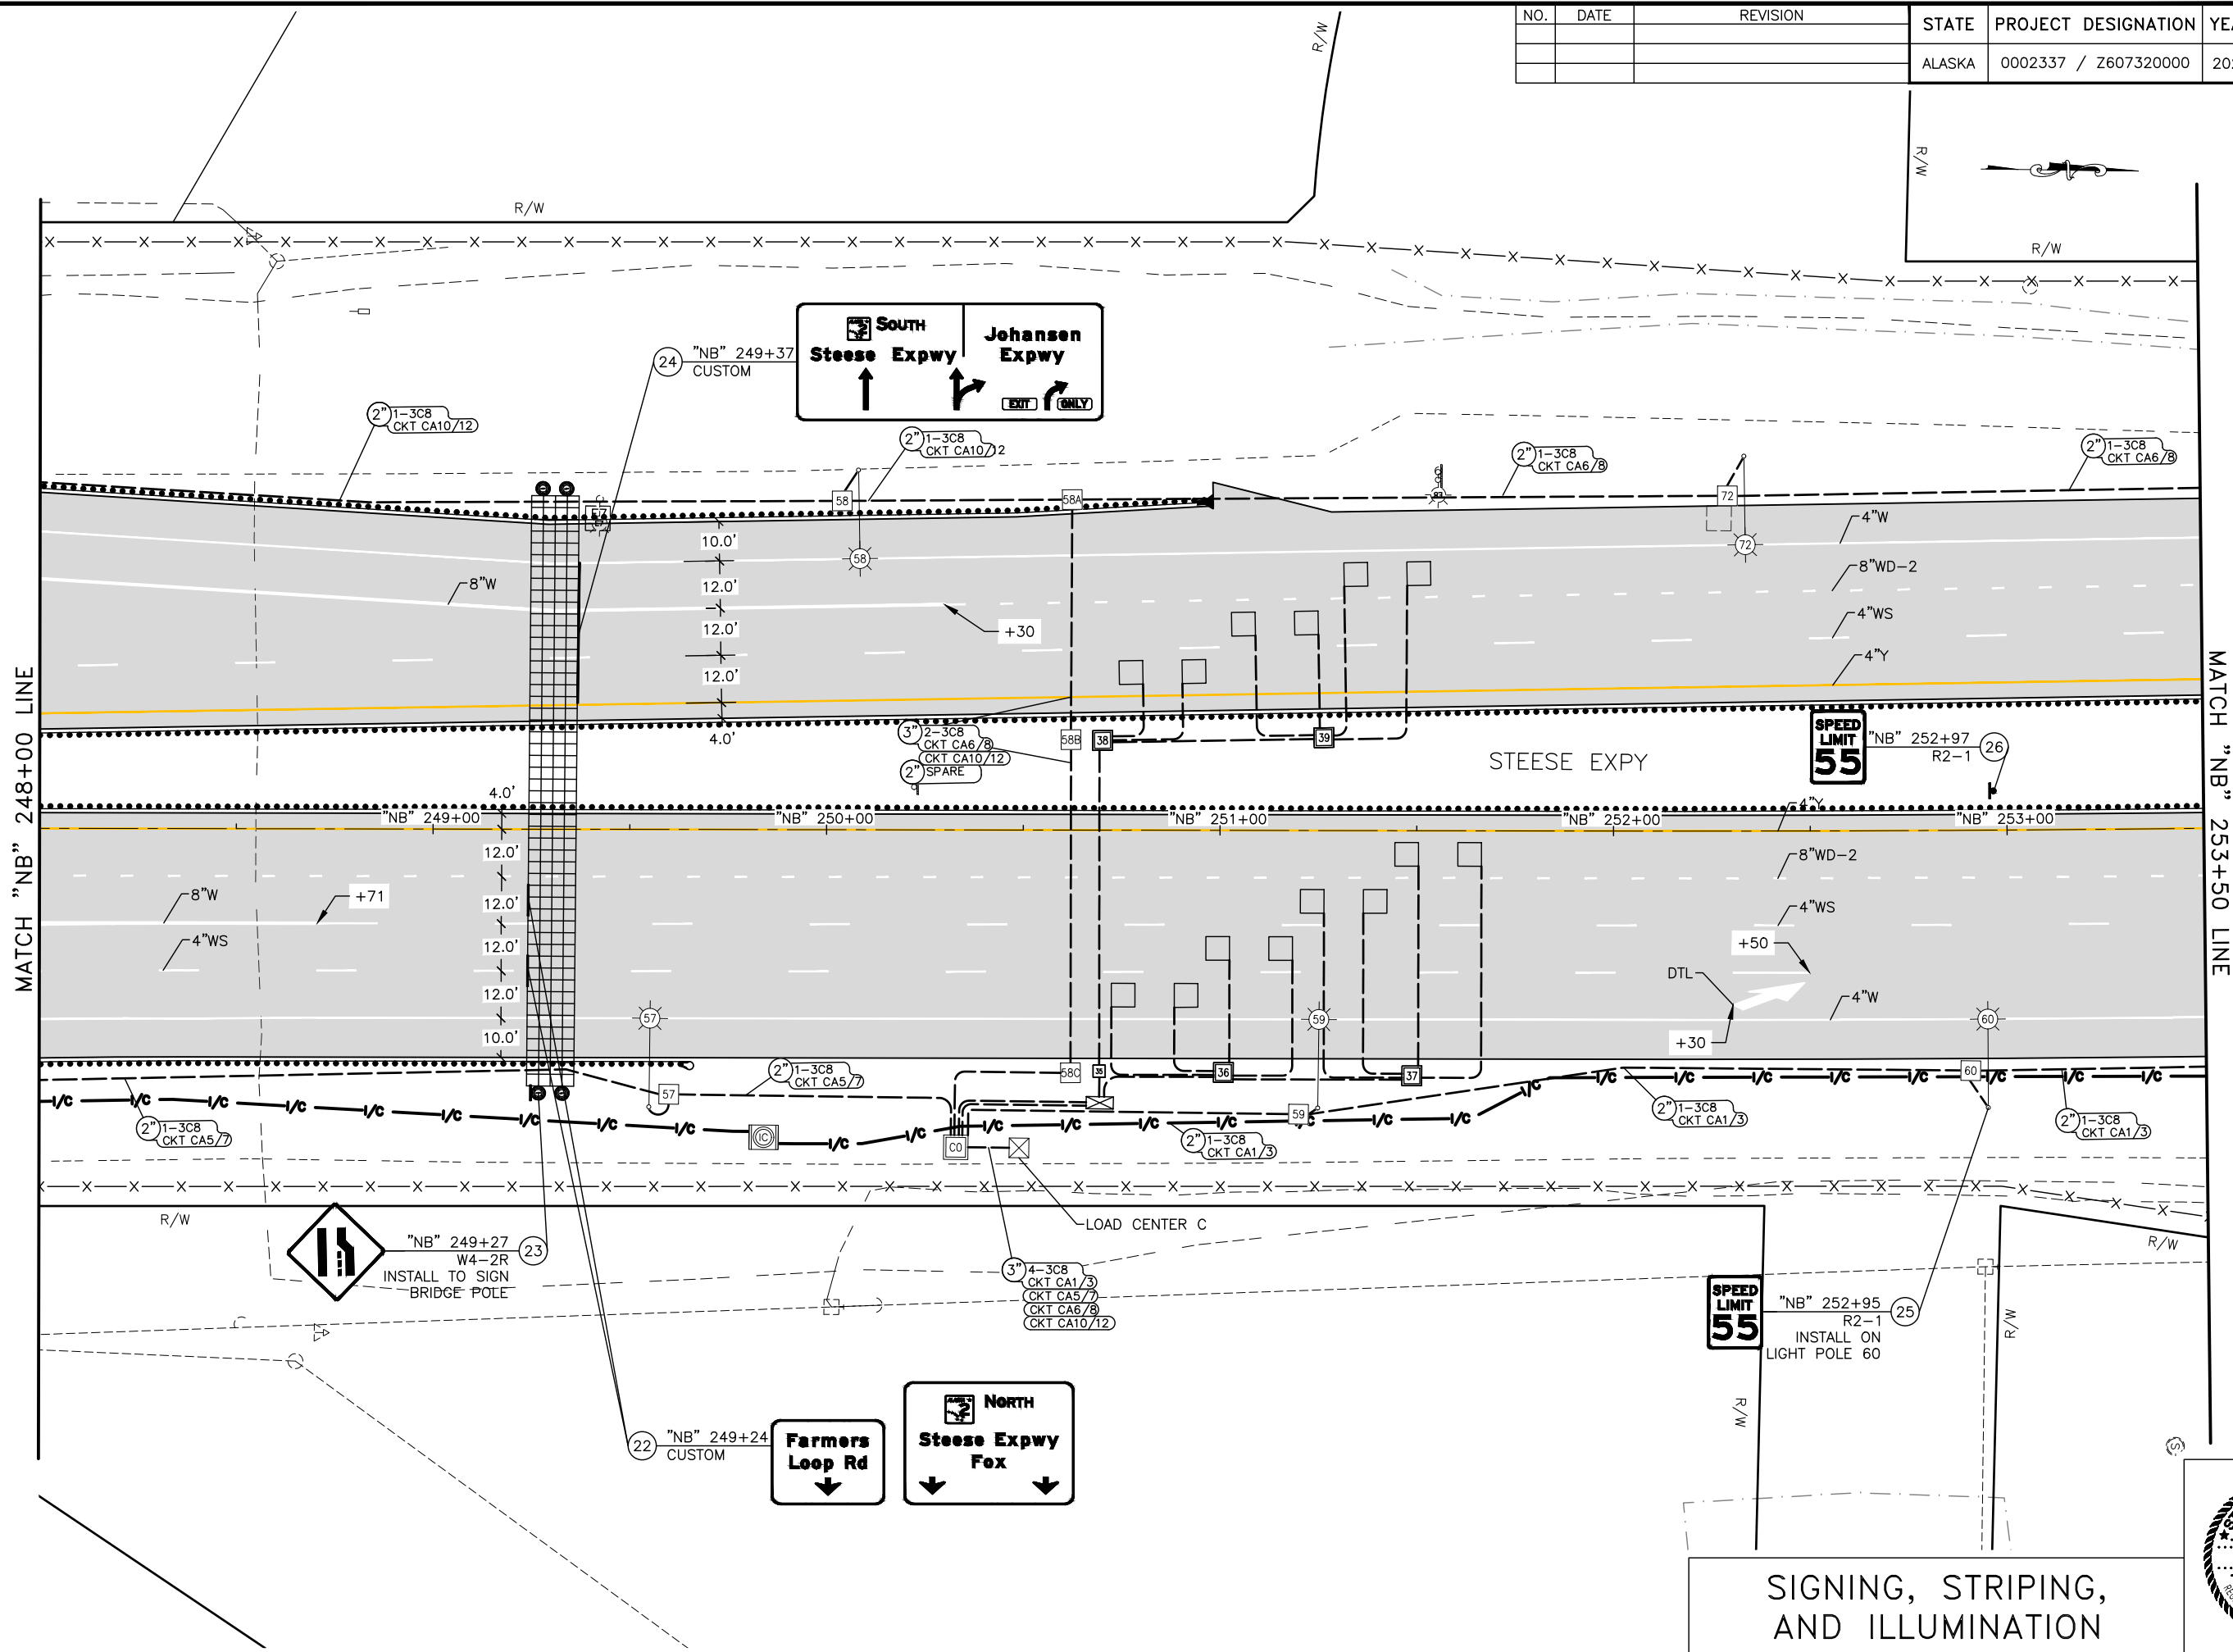 NO. DATE REVISION
STATE PROJECT DESIGNATION
ALASKA 0002337 / Z607320000
R/W
R/W
R/W
R/W
MATCH "NB" 248+00 LINE
MATCH "NB" 253+50 LINE
24 "NB" 249+37
CUSTOM
2 SOUTH
Steese Expwy
Johansen
Expwy
EXIT ONLY
2" 1-3C8
CKT CA10/12
2" 1-3C8
CKT CA10/12
2" 1-3C8
CKT CA6/8
2" 1-3C8
CKT CA6/8
58
58A
72
10.0'
58
72
4"W
12.0'
8"W
8"WD-2
12.0'
+30
4"WS
12.0'
4"Y
4.0'
3" 2-3C8
CKT CA6/8
CKT CA10/12
2" SPARE
58B
38
39
STEESE EXPY
SPEED
LIMIT
55
"NB" 252+97
R2-1
26
4.0'
4"Y
"NB" 249+00
"NB" 250+00
"NB" 251+00
"NB" 252+00
"NB" 253+00
12.0'
8"WD-2
8"W
+71
12.0'
4"WS
4"WS
12.0'
+50
12.0'
DTL
4"W
57
59
60
10.0'
+30
2" 1-3C8
CKT CA5/7
58C
35
36
37
60
57
59
I/C I/C I/C I/C I/C I/C I/C I/C I/C I/C I/C
I/C I/C I/C I/C I/C I/C I/C I/C I/C I/C I/C I/C I/C I/C I/C I/C
2" 1-3C8
CKT CA5/7
IC
CO
2" 1-3C8
CKT CA1/3
2" 1-3C8
CKT CA1/3
2" 1-3C8
CKT CA1/3
R/W
LOAD CENTER C
R/W
"NB" 249+27
W4-2R
INSTALL TO SIGN
BRIDGE POLE
23
3" 4-3C8
CKT CA1/3
CKT CA5/7
CKT CA6/8
CKT CA10/12
SPEED
LIMIT
55
"NB" 252+95
R2-1
INSTALL ON
LIGHT POLE 60
25
R/W
R/W
22 "NB" 249+24
CUSTOM
Farmers
Loop Rd
2 NORTH
Steese Expwy
Fox
S
SIGNING, STRIPING,
AND ILLUMINATION